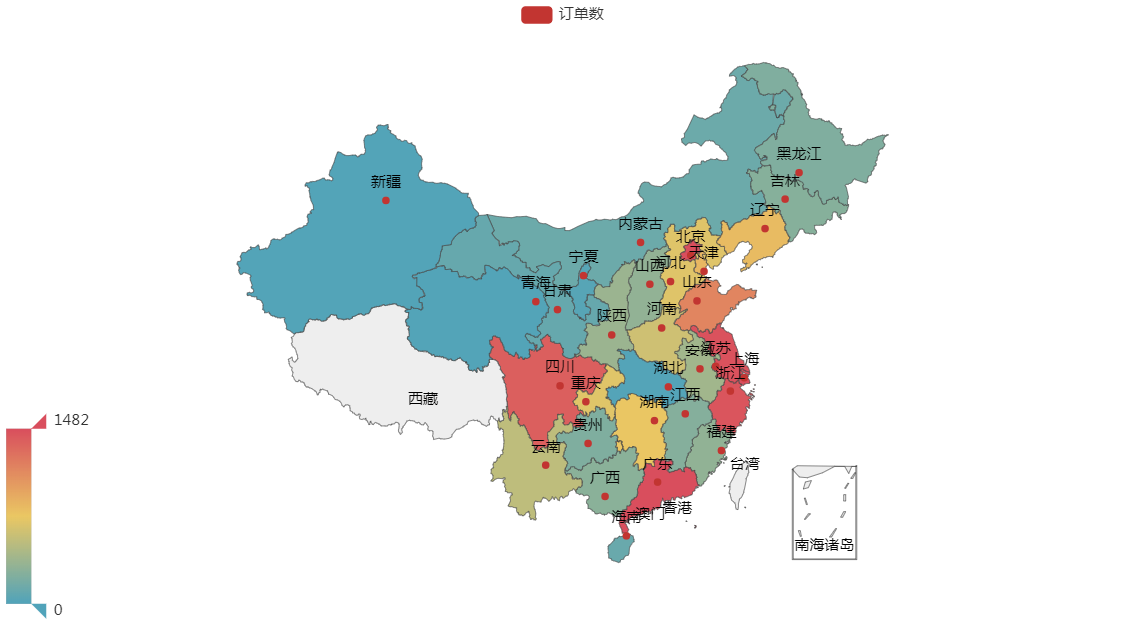 订单数
黑龙江
吉林
新疆
辽宁
内蒙古
北京
天津
宁夏
河北
山西
青海
甘肃
山东
河南
陕西
江苏
安徽
上海
四川
湖北
浙江
重庆
江西
湖南
西藏
1482
贵州
福建
云南
广东
台湾
广西
香港
澳门
海南
南海诸岛
0